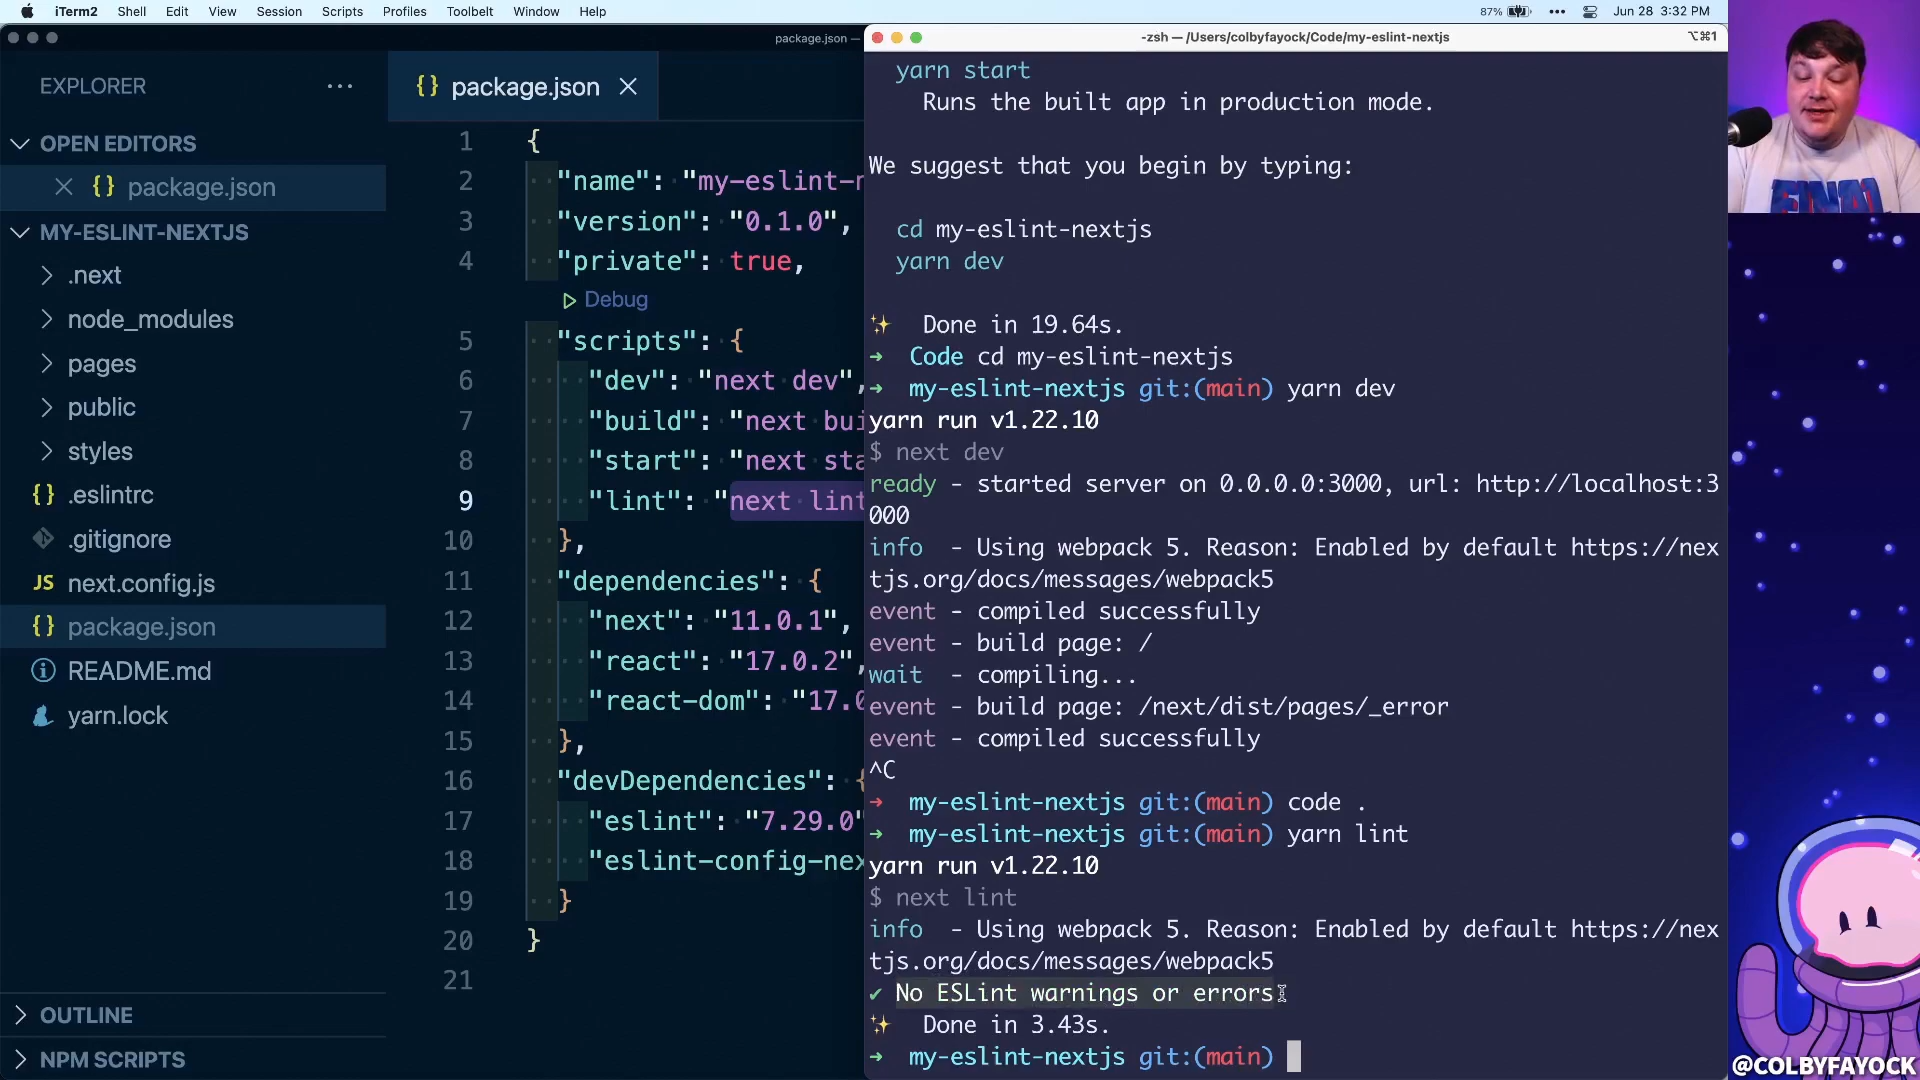 iTerm2 Shell Edit View Session Scripts Profiles Toolbelt Window Help
87% Jun 28 3:32 PM
package.json —
-zsh — /Users/colbyfayock/Code/my-eslint-nextjs
⌥⌘1
EXPLORER
OPEN EDITORS
{} package.json
MY-ESLINT-NEXTJS
.next
node_modules
pages
public
styles
{} .eslintrc
.gitignore
JS next.config.js
{} package.json
README.md
yarn.lock
OUTLINE
NPM SCRIPTS
{} package.json
1 {
2 "name": "my-eslint-n
3 "version": "0.1.0",
4 "private": true,
Debug
5 "scripts": {
6 "dev": "next dev",
7 "build": "next bui
8 "start": "next sta
9 "lint": "next lint
10 },
11 "dependencies": {
12 "next": "11.0.1",
13 "react": "17.0.2",
14 "react-dom": "17.0
15 },
16 "devDependencies": {
17 "eslint": "7.29.0"
18 "eslint-config-nex
19 }
20 }
21
yarn start
Runs the built app in production mode.
We suggest that you begin by typing:
cd my-eslint-nextjs
yarn dev
✨ Done in 19.64s.
➜ Code cd my-eslint-nextjs
➜ my-eslint-nextjs git:(main) yarn dev
yarn run v1.22.10
$ next dev
ready - started server on 0.0.0.0:3000, url: http://localhost:3
000
info - Using webpack 5. Reason: Enabled by default https://nex
tjs.org/docs/messages/webpack5
event - compiled successfully
event - build page: /
wait - compiling...
event - build page: /next/dist/pages/_error
event - compiled successfully
^C
➜ my-eslint-nextjs git:(main) code .
➜ my-eslint-nextjs git:(main) yarn lint
yarn run v1.22.10
$ next lint
info - Using webpack 5. Reason: Enabled by default https://nex
tjs.org/docs/messages/webpack5
✔ No ESLint warnings or errors
✨ Done in 3.43s.
➜ my-eslint-nextjs git:(main)
FINAL
@COLBYFAYOCK